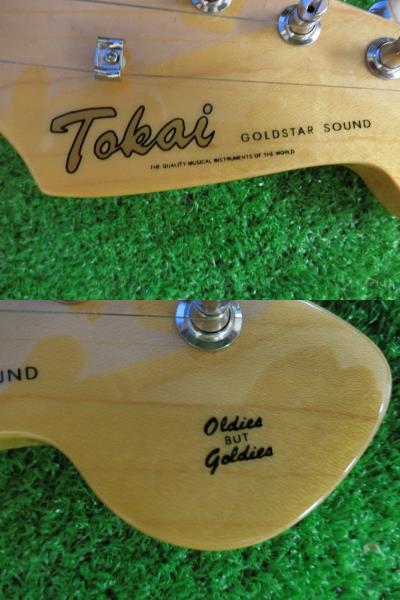 Tokai GOLDSTAR SOUND
THE QUALITY MUSICAL INSTRUMENTS OF THE WORLD
UND
Oldies
BUT
Goldies